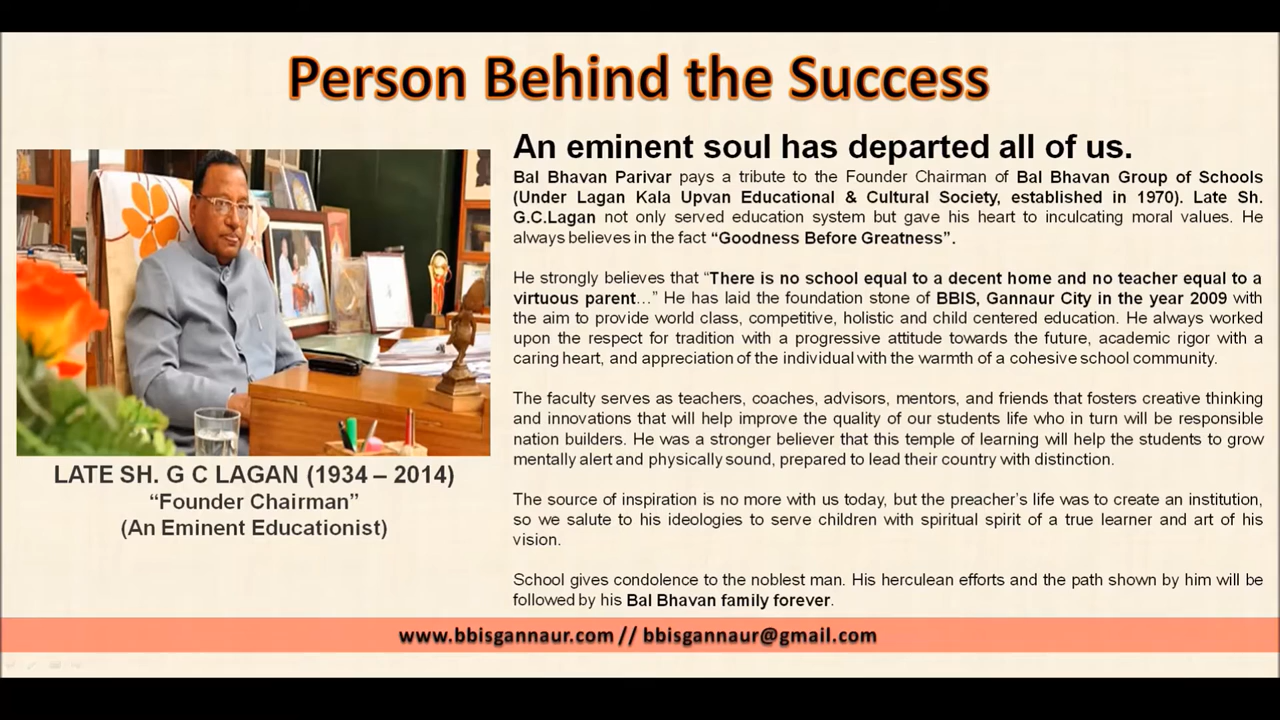 Person Behind the Success
An eminent soul has departed all of us.
Bal Bhavan Parivar pays a tribute to the Founder Chairman of Bal Bhavan Group of Schools
(Under Lagan Kala Upvan Educational & Cultural Society, established in 1970). Late Sh.
G.C.Lagan not only served education system but gave his heart to inculcating moral values. He
always believes in the fact “Goodness Before Greatness”.
He strongly believes that “There is no school equal to a decent home and no teacher equal to a
virtuous parent…” He has laid the foundation stone of BBIS, Gannaur City in the year 2009 with
the aim to provide world class, competitive, holistic and child centered education. He always worked
upon the respect for tradition with a progressive attitude towards the future, academic rigor with a
caring heart, and appreciation of the individual with the warmth of a cohesive school community.
The faculty serves as teachers, coaches, advisors, mentors, and friends that fosters creative thinking
and innovations that will help improve the quality of our students life who in turn will be responsible
nation builders. He was a stronger believer that this temple of learning will help the students to grow
mentally alert and physically sound, prepared to lead their country with distinction.
The source of inspiration is no more with us today, but the preacher’s life was to create an institution,
so we salute to his ideologies to serve children with spiritual spirit of a true learner and art of his
vision.
School gives condolence to the noblest man. His herculean efforts and the path shown by him will be
followed by his Bal Bhavan family forever.
LATE SH. G C LAGAN (1934 – 2014)
“Founder Chairman”
(An Eminent Educationist)
www.bbisgannaur.com // bbisgannaur@gmail.com